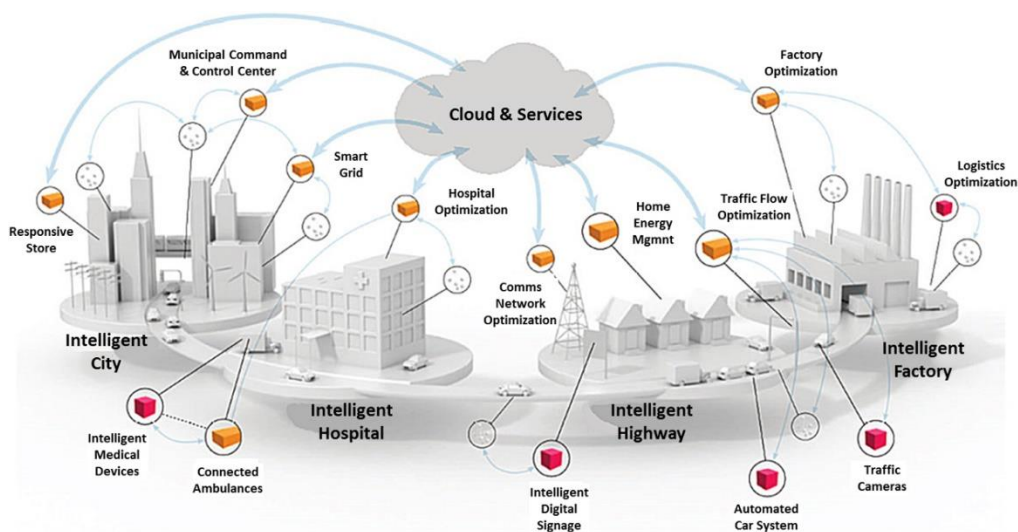 Municipal Command
& Control Center
Cloud & Services
Factory
Optimization
Smart
Grid
Logistics
Optimization
Responsive
Store
Hospital
Optimization
Home
Energy
Mgmnt
Traffic Flow
Optimization
Comms
Network
Optimization
Intelligent
City
Intelligent
Hospital
Intelligent
Highway
Intelligent
Factory
Intelligent
Medical
Devices
Connected
Ambulances
Intelligent
Digital
Signage
Automated
Car System
Traffic
Cameras